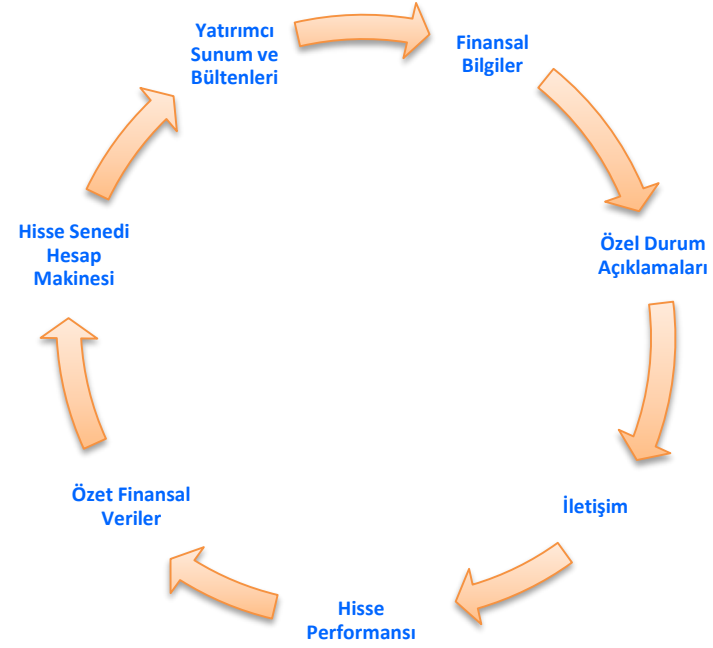 Yatırımcı
Sunum ve
Bültenleri
Finansal
Bilgiler
Özel Durum
Açıklamaları
İletişim
Hisse
Performansı
Özet Finansal
Veriler
Hisse Senedi
Hesap
Makinesi